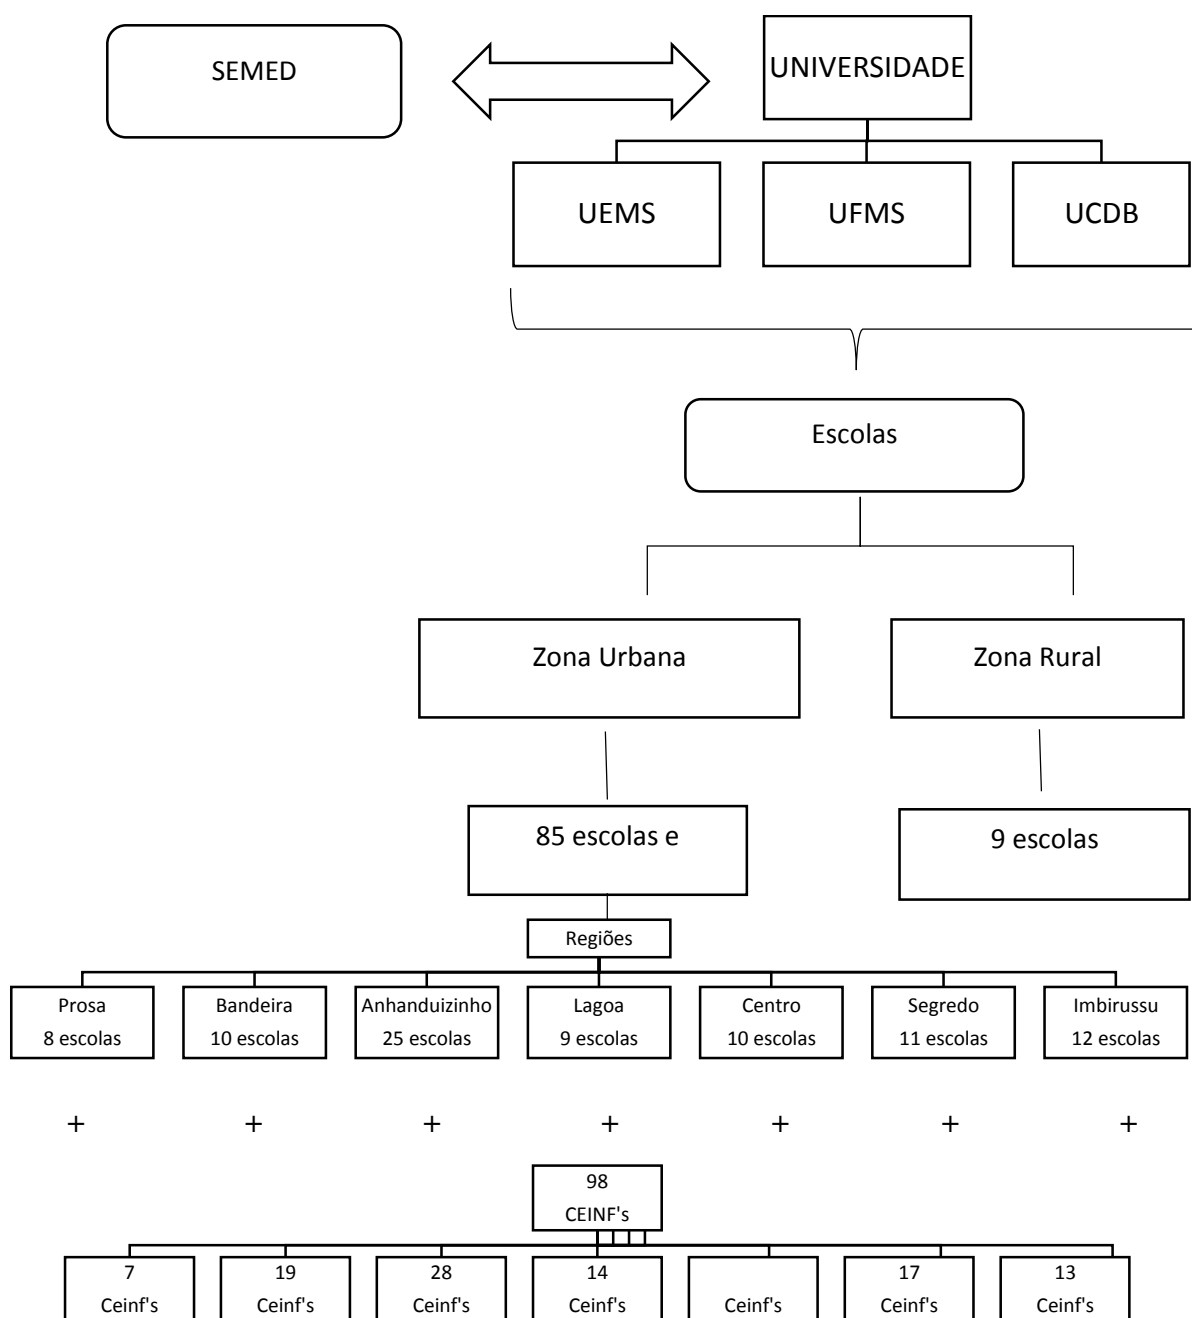 SEMED
UNIVERSIDADE
UEMS
UFMS
UCDB
Escolas
Zona Urbana
Zona Rural
85 escolas e
9 escolas
Regiões
Prosa
8 escolas
Bandeira
10 escolas
Anhanduizinho
25 escolas
Lagoa
9 escolas
Centro
10 escolas
Segredo
11 escolas
Imbirussu
12 escolas
+ + + + + + +
98
CEINF's
7
Ceinf's
19
Ceinf's
28
Ceinf's
14
Ceinf's
Ceinf's
17
Ceinf's
13
Ceinf's